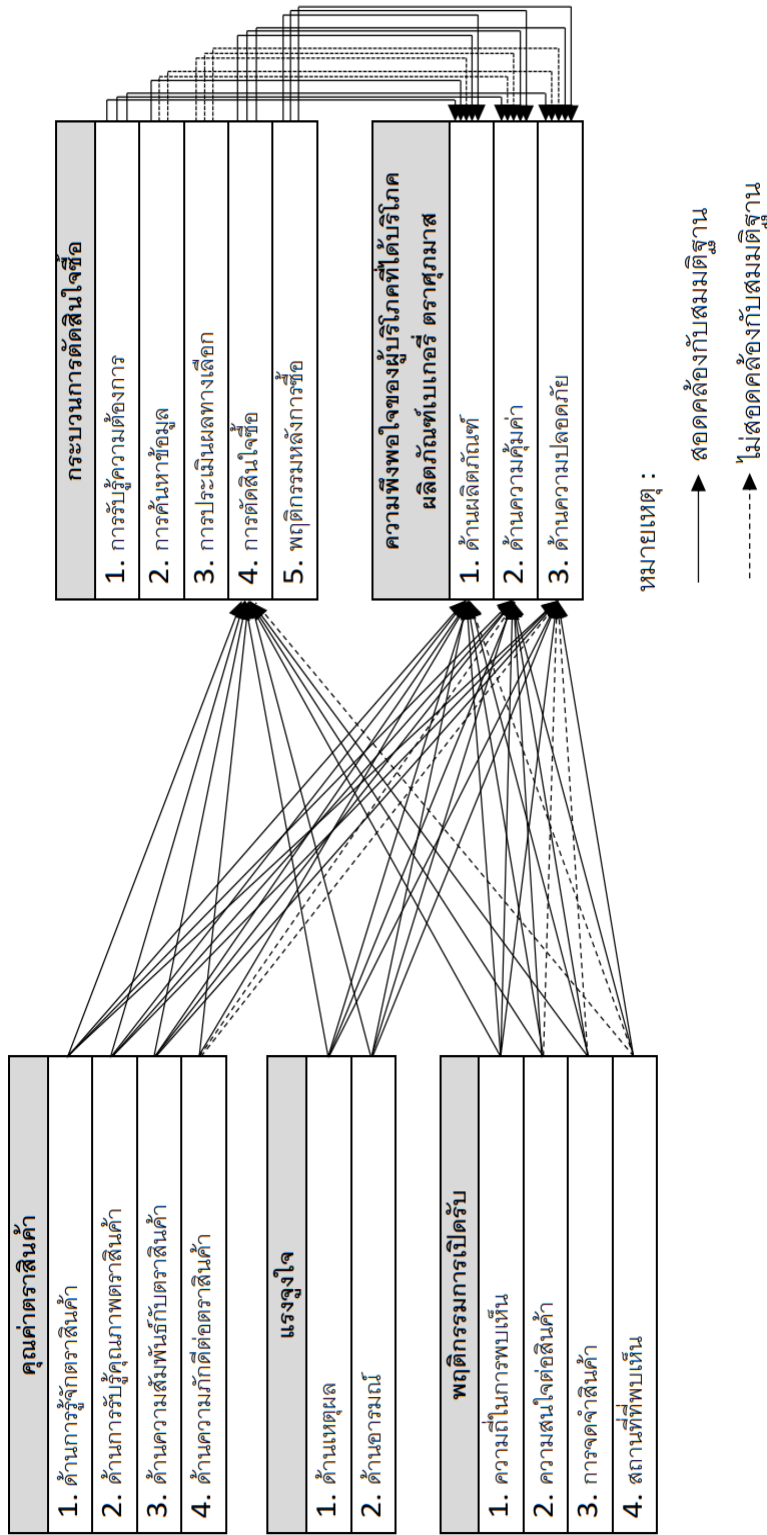 คุณค่าตราสินค้า
1. ด้านการรู้จักตราสินค้า
2. ด้านการรับรู้คุณภาพตราสินค้า
3. ด้านความสัมพันธ์กับตราสินค้า
4. ด้านความภักดีต่อตราสินค้า
แรงจูงใจ
1. ด้านเหตุผล
2. ด้านอารมณ์
พฤติกรรมการเปิดรับ
1. ความถี่ในการพบเห็น
2. ความสนใจต่อสินค้า
3. การจดจำสินค้า
4. สถานที่ที่พบเห็น
กระบวนการตัดสินใจซื้อ
1. การรับรู้ความต้องการ
2. การค้นหาข้อมูล
3. การประเมินผลทางเลือก
4. การตัดสินใจซื้อ
5. พฤติกรรมหลังการซื้อ
ความพึงพอใจของผู้บริโภคที่ได้บริโภค
ผลิตภัณฑ์เบเกอรี่ ตราศุภมาส
1. ด้านผลิตภัณฑ์
2. ด้านความคุ้มค่า
3. ด้านความปลอดภัย
หมายเหตุ :
สอดคล้องกับสมมติฐาน
ไม่สอดคล้องกับสมมติฐาน